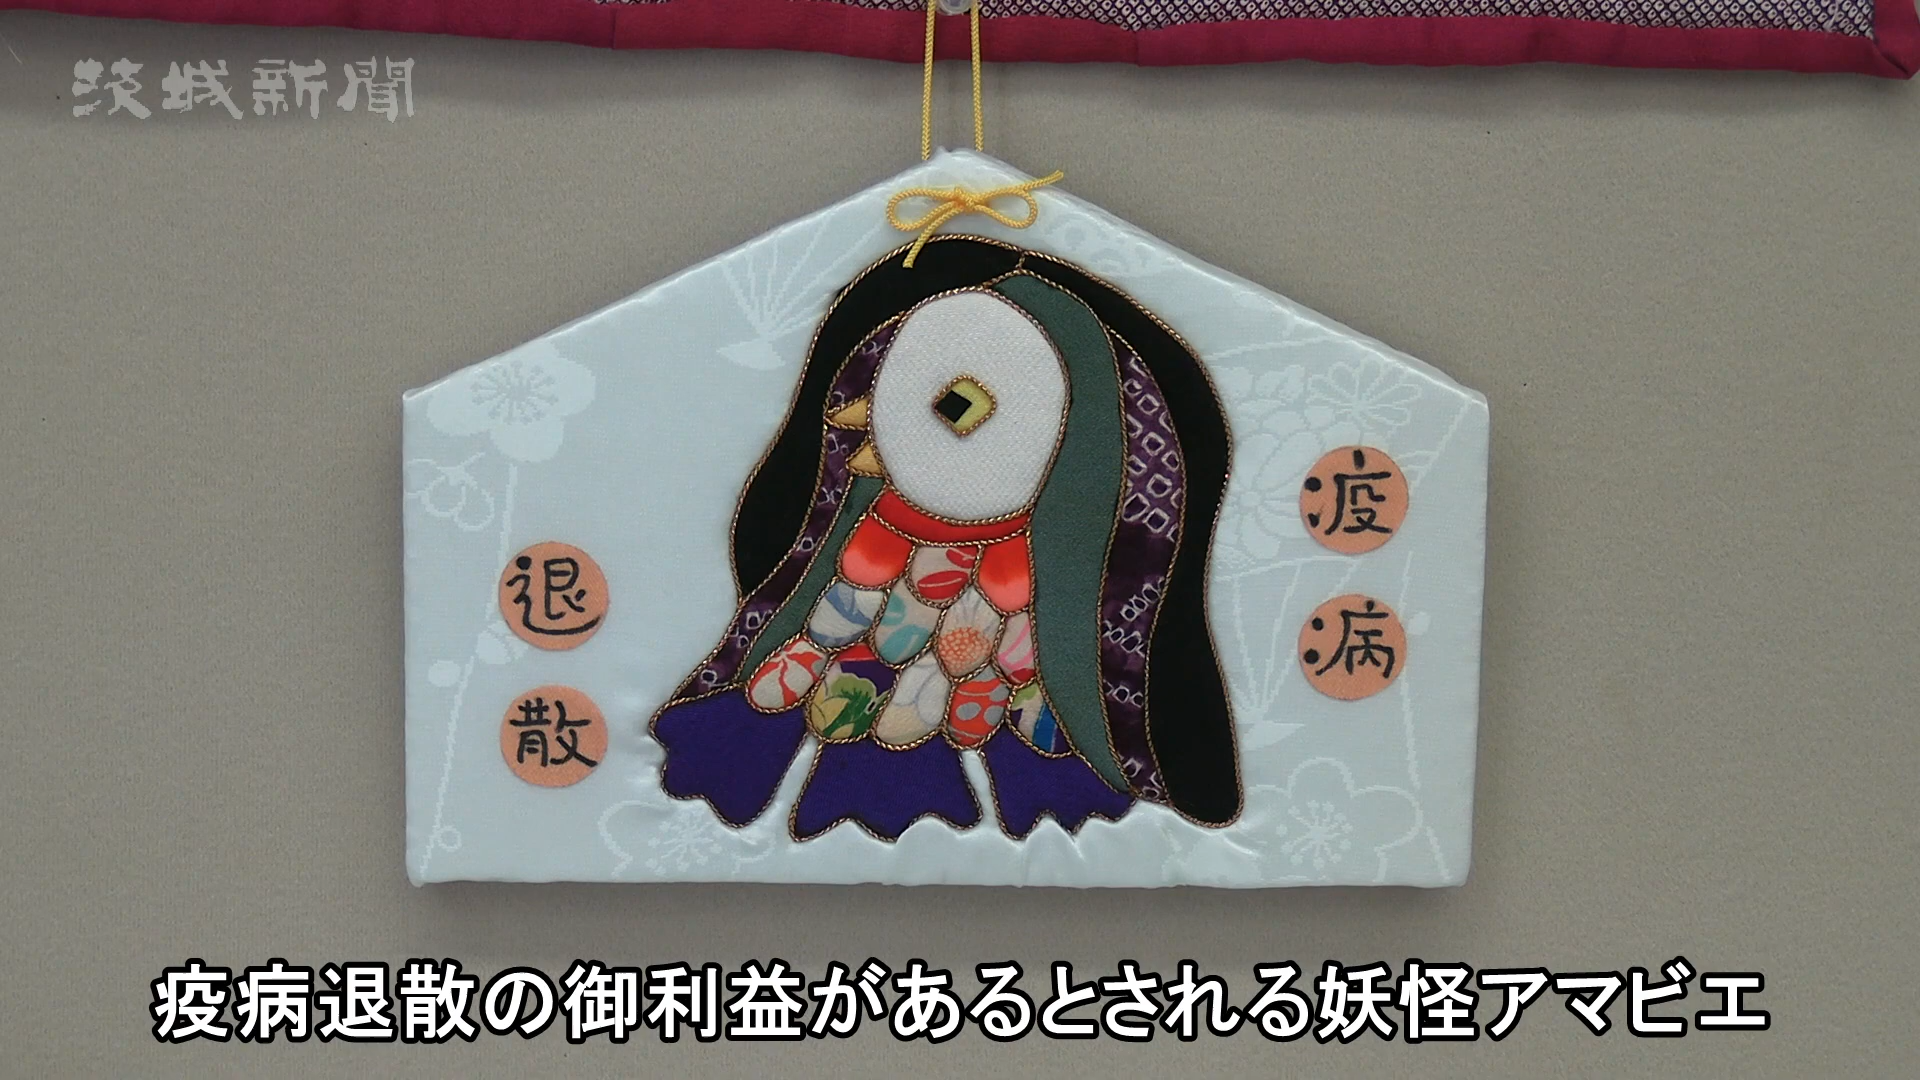 茨城新聞
疫病
退散
疫病退散の御利益があるとされる妖怪アマビエ